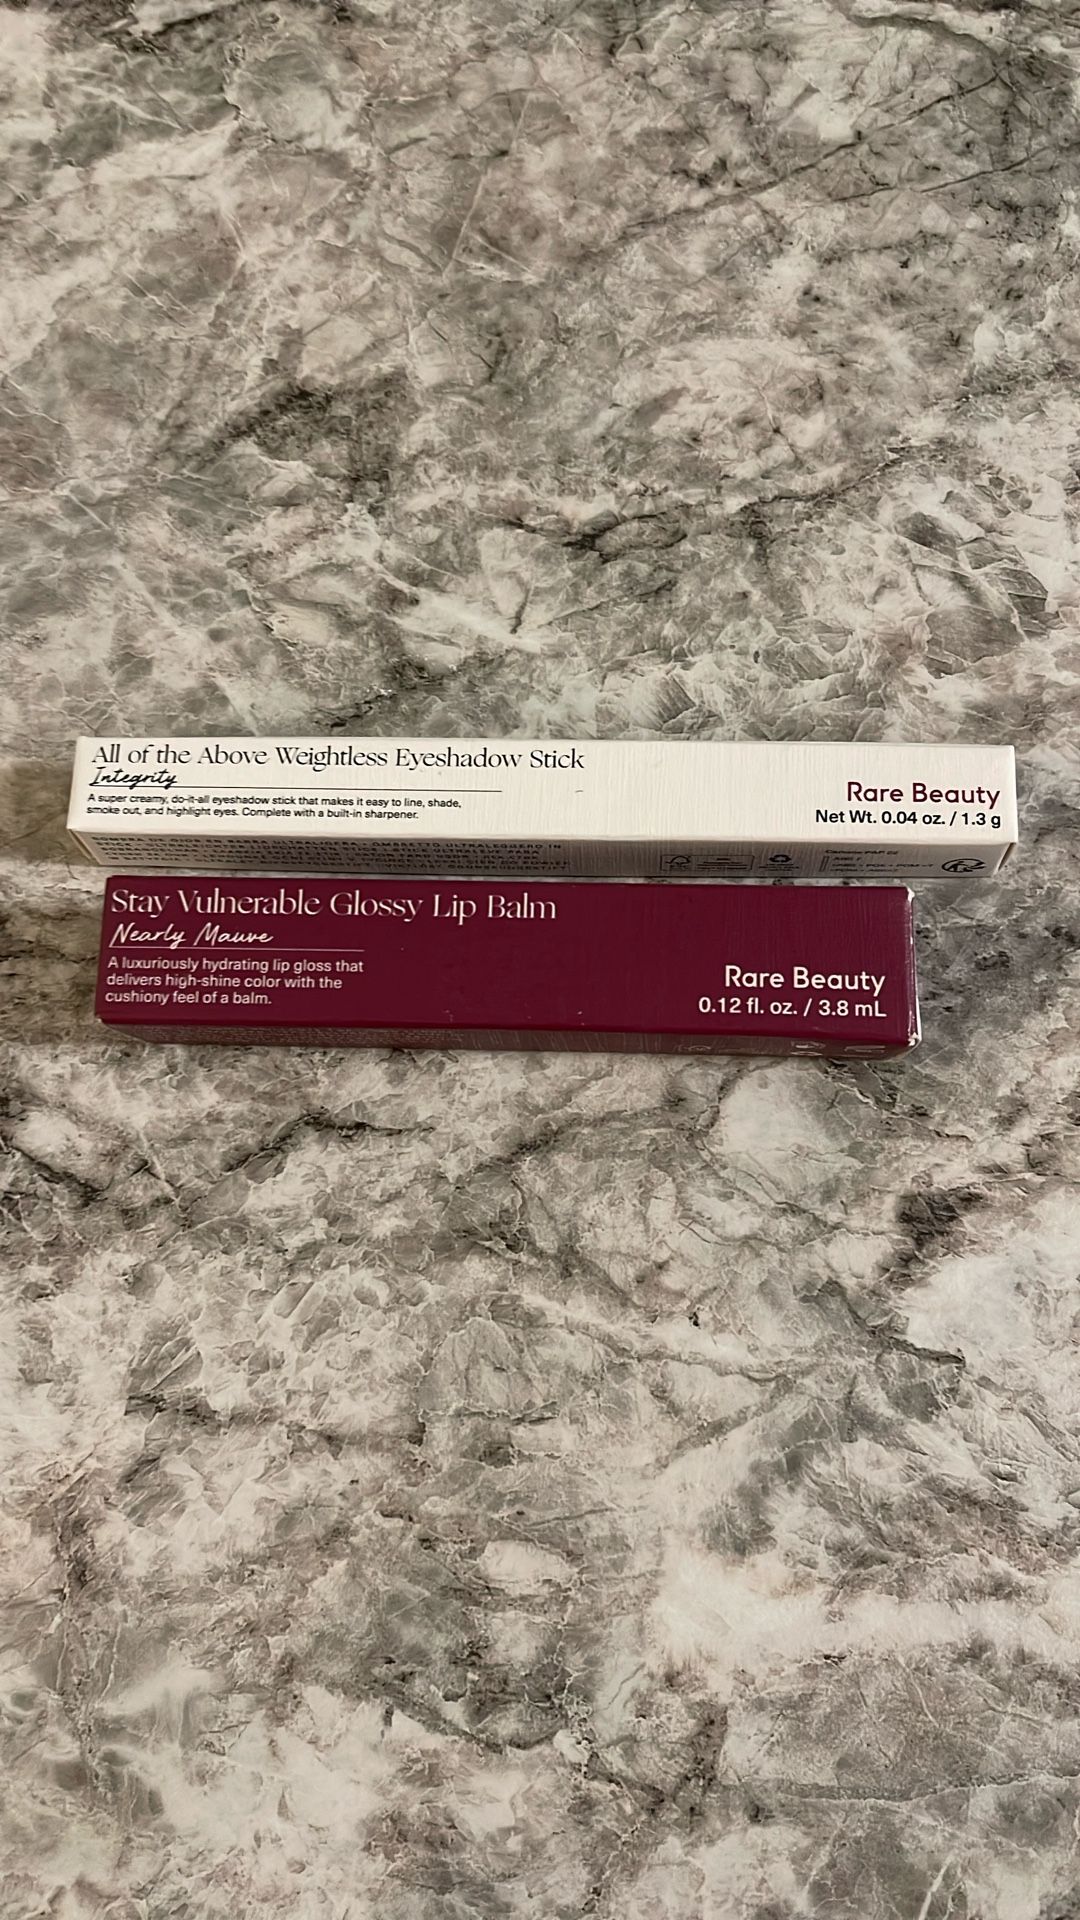 All of the Above Weightless Eyeshadow Stick
Integrity
A super creamy, do-it-all eyeshadow stick that makes it easy to line, shade,
smoke out, and highlight eyes. Complete with a built-in sharpener.
Rare Beauty
Net Wt. 0.04 oz. / 1.3 g
Stay Vulnerable Glossy Lip Balm
Nearly Mauve
A luxuriously hydrating lip gloss that
delivers high-shine color with the
cushiony feel of a balm.
Rare Beauty
0.12 fl. oz. / 3.8 mL